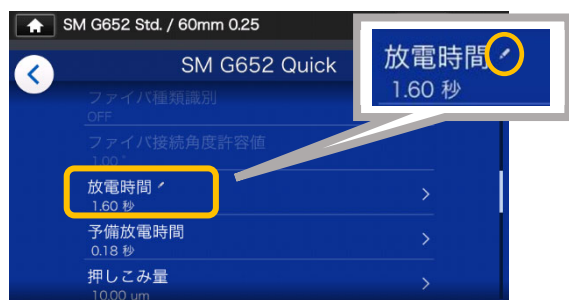 SM G652 Std. / 60mm 0.25
SM G652 Quick
放電時間
1.60 秒
ファイバ種類識別
OFF
ファイバ接続角度許容値
1.00 °
放電時間
1.60 秒
予備放電時間
0.18 秒
押しこみ量
10.00 um